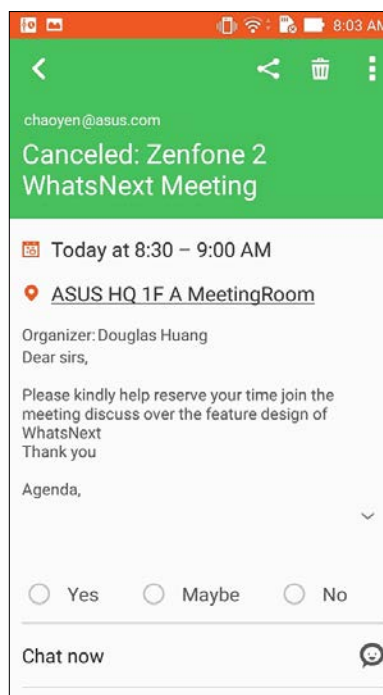 8:03 AM
chaoyen@asus.com
Canceled: Zenfone 2
WhatsNext Meeting
Today at 8:30 – 9:00 AM
ASUS HQ 1F A MeetingRoom
Organizer: Douglas Huang
Dear sirs,
Please kindly help reserve your time join the
meeting discuss over the feature design of
WhatsNext
Thank you
Agenda,
Yes Maybe No
Chat now